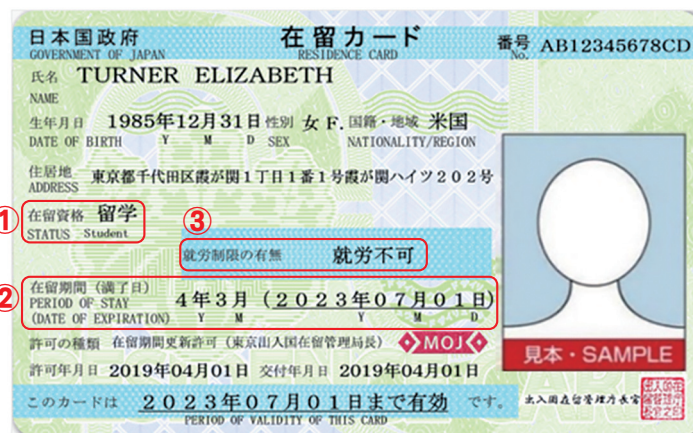 日本国政府 在留カード 番号 AB12345678CD
GOVERNMENT OF JAPAN RESIDENCE CARD No.
氏名 TURNER ELIZABETH
NAME
生年月日 1985年12月31日 性別 女 F. 国籍・地域 米国
DATE OF BIRTH Y M D SEX NATIONALITY/REGION
住居地 東京都千代田区霞が関1丁目1番1号霞が関ハイツ202号
ADDRESS
① 在留資格 留学
STATUS Student
③
就労制限の有無 就労不可
② 在留期間(満了日) 4年3月(2023年07月01日)
PERIOD OF STAY Y M Y M D
(DATE OF EXPIRATION)
許可の種類 在留期間更新許可(東京出入国在留管理局長) MOJ
見本・SAMPLE
許可年月日 2019年04月01日 交付年月日 2019年04月01日
このカードは 2023年07月01日まで有効 です。 出入国在留管理庁長官
PERIOD OF VALIDITY OF THIS CARD